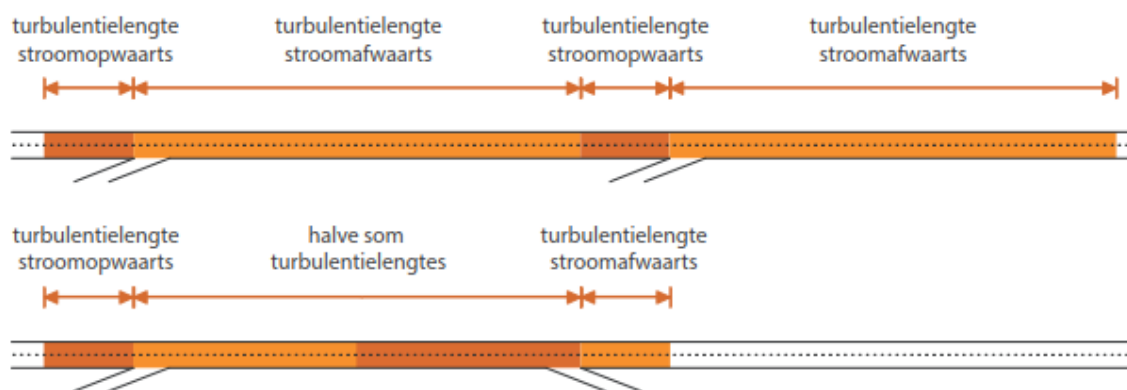 turbulentielengte
stroomopwaarts
turbulentielengte
stroomafwaarts
turbulentielengte
stroomopwaarts
turbulentielengte
stroomafwaarts
turbulentielengte
stroomopwaarts
halve som
turbulentielengtes
turbulentielengte
stroomafwaarts